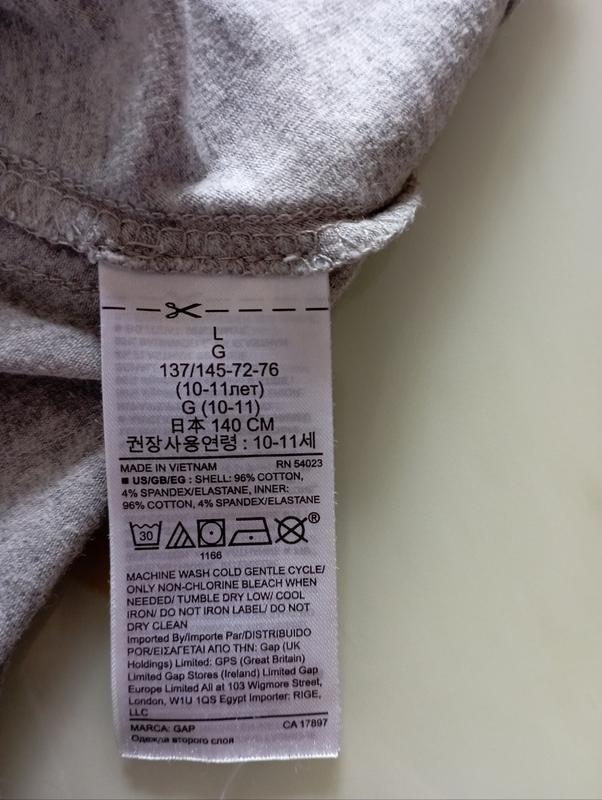 L
G
137/145-72-76
(10-11лет)
G (10-11)
日本 140 CM
권장사용연령 : 10-11세
MADE IN ViETNAM RN 54023
■ US/GB/EG : SHELL: 96% COTTON,
4% SPANDEX/ELASTANE, INNER:
96% COTTON, 4% SPANDEX/ELASTANE
30 ®
1166
MACHINE WASH COLD GENTLE CYCLE/
ONLY NON-CHLORINE BLEACH WHEN
NEEDED/ TUMBLE DRY LOW/ COOL
IRON/ DO NOT IRON LABEL/ DO NOT
DRY CLEAN
Imported By/Importe Par/DISTRIBUIDO
POR/ΕΙΣΑΓΕΤΑΙ ΑΠΟ ΤΗΝ: Gap (UK
Holdings) Limited: GPS (Great Britain)
Limited Gap Stores (Ireland) Limited Gap
Europe Limited All at 103 Wigmore Street,
London, W1U 1QS Egypt Importer: RIGE,
LLC
MARCA: GAP CA 17897
Одежда второго слоя